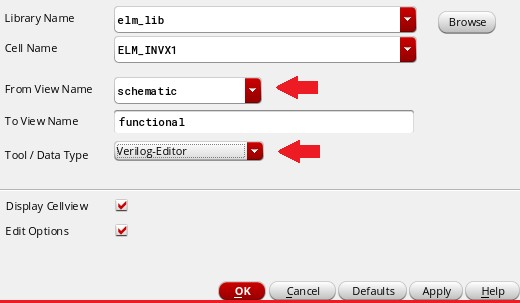 Library Name elm_lib Browse
Cell Name ELM_INVX1
From View Name schematic
To View Name functional
Tool / Data Type Verilog-Editor
Display Cellview
Edit Options
OK Cancel Defaults Apply Help